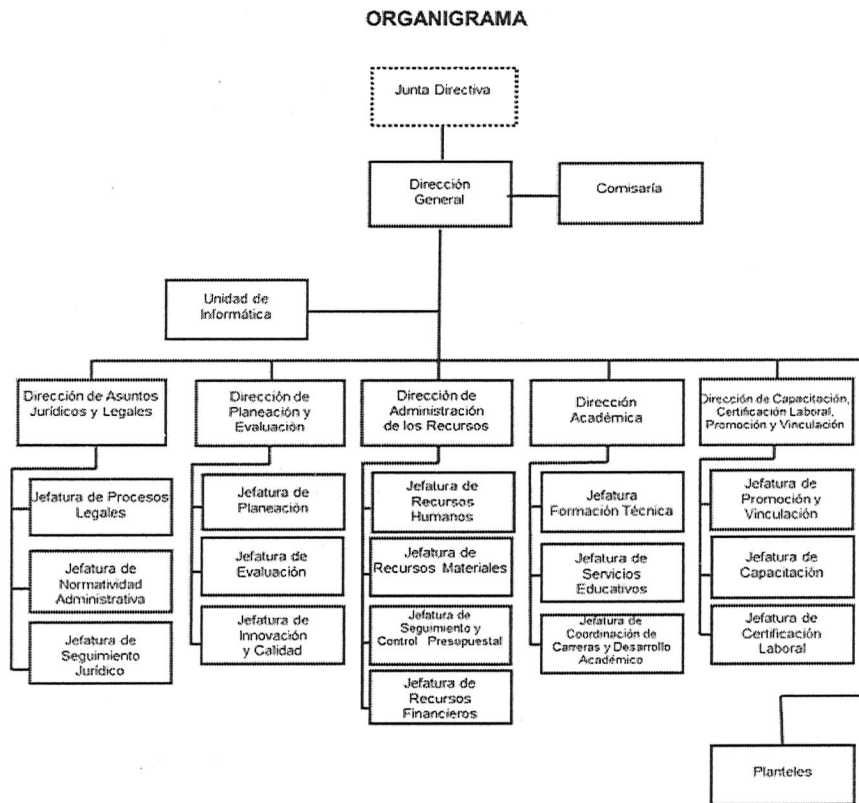 ORGANIGRAMA
Junta Directiva
Dirección
General
Comisaría
Unidad de
Informática
Dirección de Asuntos
Jurídicos y Legales
Dirección de
Planeación y
Evaluación
Dirección de
Administración
de los Recursos
Dirección
Académica
Dirección de Capacitación,
Certificación Laboral,
Promoción y Vinculación
Jefatura de Procesos
Legales
Jefatura de
Normatividad
Administrativa
Jefatura de
Seguimiento
Jurídico
Jefatura de
Planeación
Jefatura de
Evaluación
Jefatura de
Innovación
y Calidad
Jefatura de
Recursos
Humanos
Jefatura de
Recursos Materiales
Jefatura de
Seguimiento y
Control Presupuestal
Jefatura de
Recursos
Financieros
Jefatura
Formación Técnica
Jefatura de
Servicios
Educativos
Jefatura de
Coordinación de
Carreras y Desarrollo
Académico
Jefatura de
Promoción y
Vinculación
Jefatura de
Capacitación
Jefatura de
Certificación
Laboral
Planteles